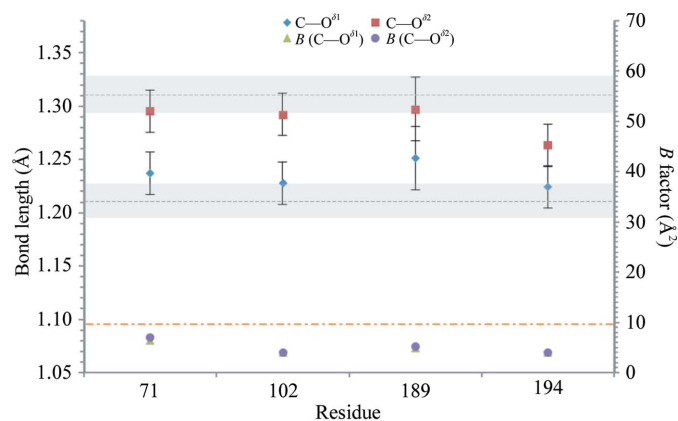 C—Oδ1 C—Oδ2
B (C—Oδ1) B (C—Oδ2)
1.35
1.30
1.25
1.20
1.15
1.10
1.05
Bond length (Å)
70
60
50
40
30
20
10
0
B factor (Å2)
71 102 189 194
Residue